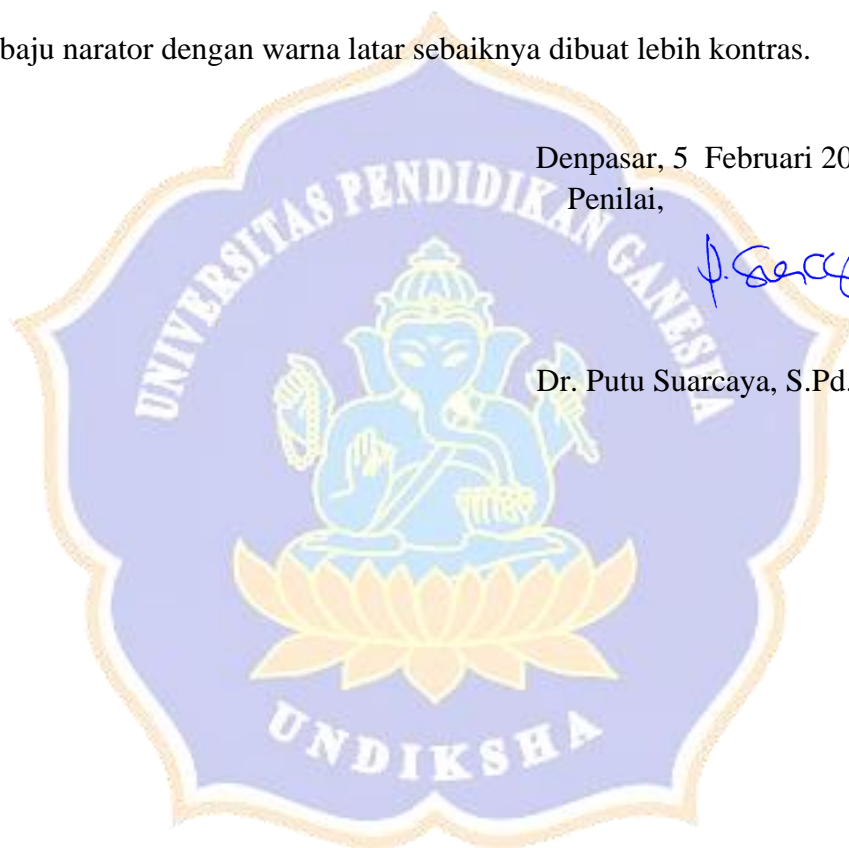 baju narator dengan warna latar sebaiknya dibuat lebih kontras.
Denpasar, 5 Februari 20
Penilai,
UNIVERSITAS PENDIDIKAN GANESHA
Dr. Putu Suarcaya, S.Pd.
UNDIKSHA